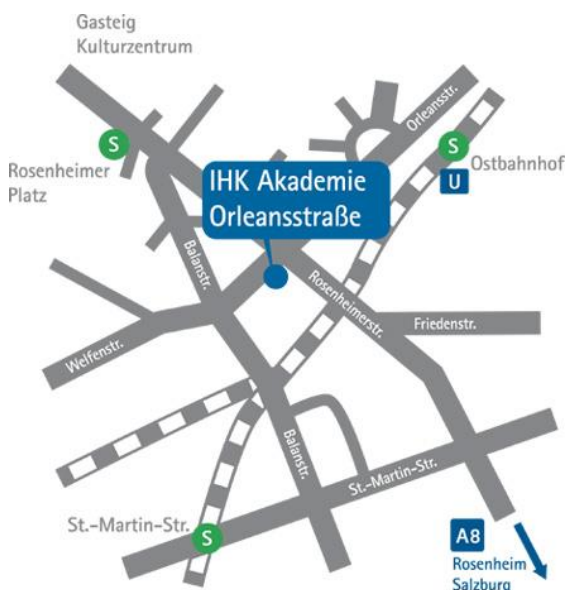 Gasteig
Kulturzentrum
Orleansstr.
S
Rosenheimer
Platz
S
Ostbahnhof
U
IHK Akademie
Orleansstraße
Balanstr.
Rosenheimerstr.
Friedenstr.
Welfenstr.
Balanstr.
St.-Martin-Str.
St.-Martin-Str.
S
A8
Rosenheim
Salzburg